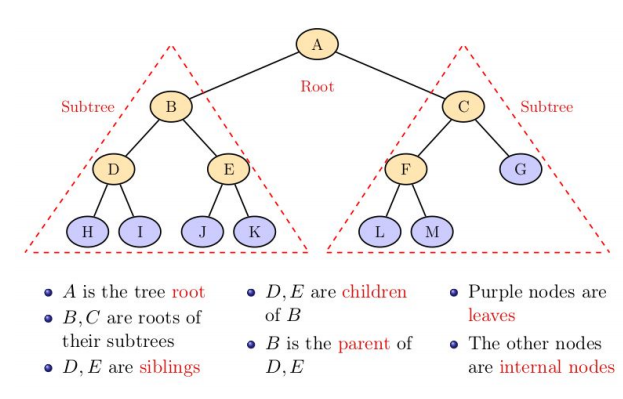 A
Root
Subtree
B
C
Subtree
D
E
F
G
H
I
J
K
L
M
A is the tree root
B, C are roots of
their subtrees
D, E are siblings
D, E are children
of B
B is the parent of
D, E
Purple nodes are
leaves
The other nodes
are internal nodes